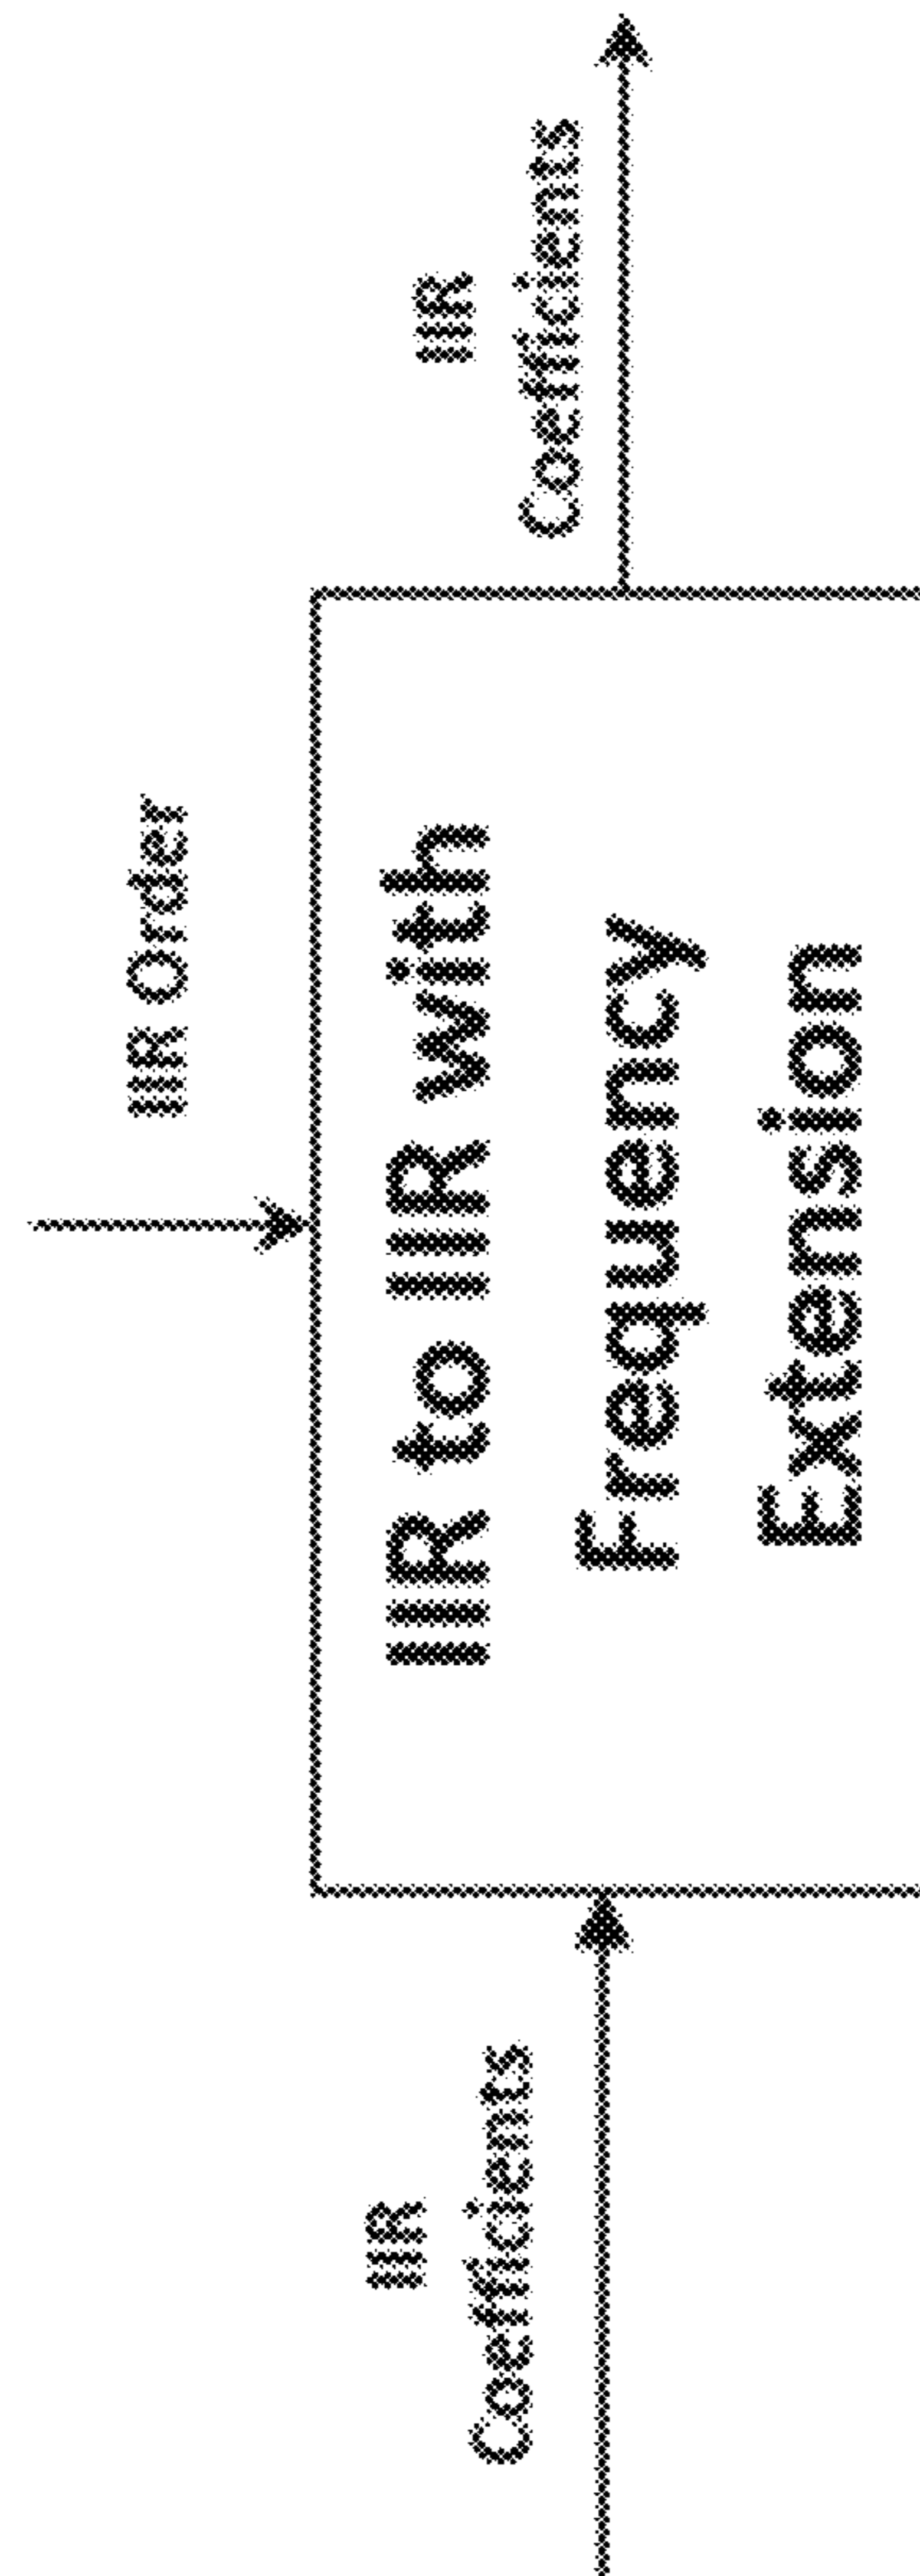 IIR Order
IIR
Coefficients
IIR to IIR with
Frequency
Extension
IIR
Coefficients